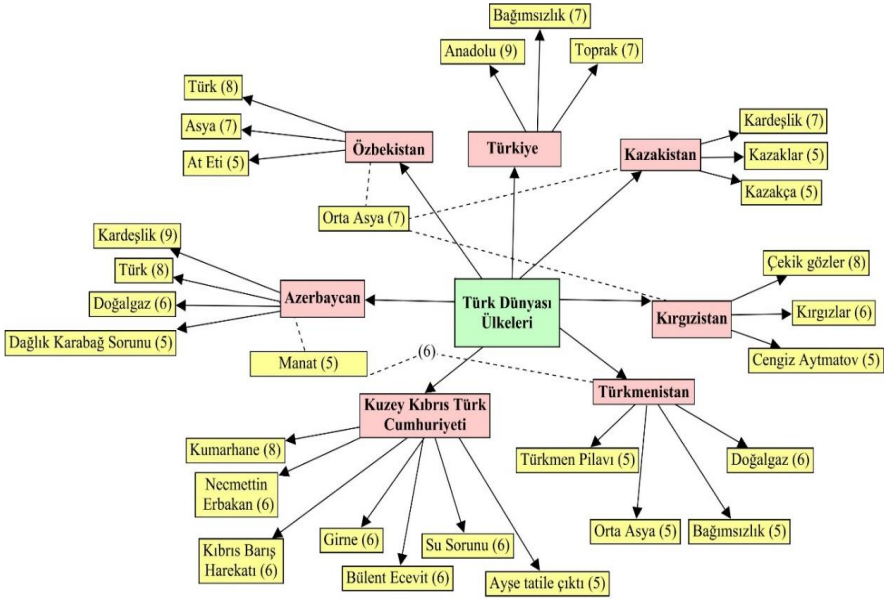 Bağımsızlık (7)
Anadolu (9)
Toprak (7)
Türkiye
Türk (8)
Asya (7)
At Eti (5)
Özbekistan
Kardeşlik (7)
Kazaklar (5)
Kazakça (5)
Kazakistan
Orta Asya (7)
Kardeşlik (9)
Türk (8)
Doğalgaz (6)
Dağlık Karabağ Sorunu (5)
Azerbaycan
Manat (5)
(6)
Türk Dünyası
Ülkeleri
Çekik gözler (8)
Kırgızlar (6)
Cengiz Aytmatov (5)
Kırgızistan
Kuzey Kıbrıs Türk
Cumhuriyeti
Kumarhane (8)
Necmettin
Erbakan (6)
Kıbrıs Barış
Harekatı (6)
Girne (6)
Bülent Ecevit (6)
Su Sorunu (6)
Ayşe tatile çıktı (5)
Türkmenistan
Türkmen Pilavı (5)
Orta Asya (5)
Bağımsızlık (5)
Doğalgaz (6)